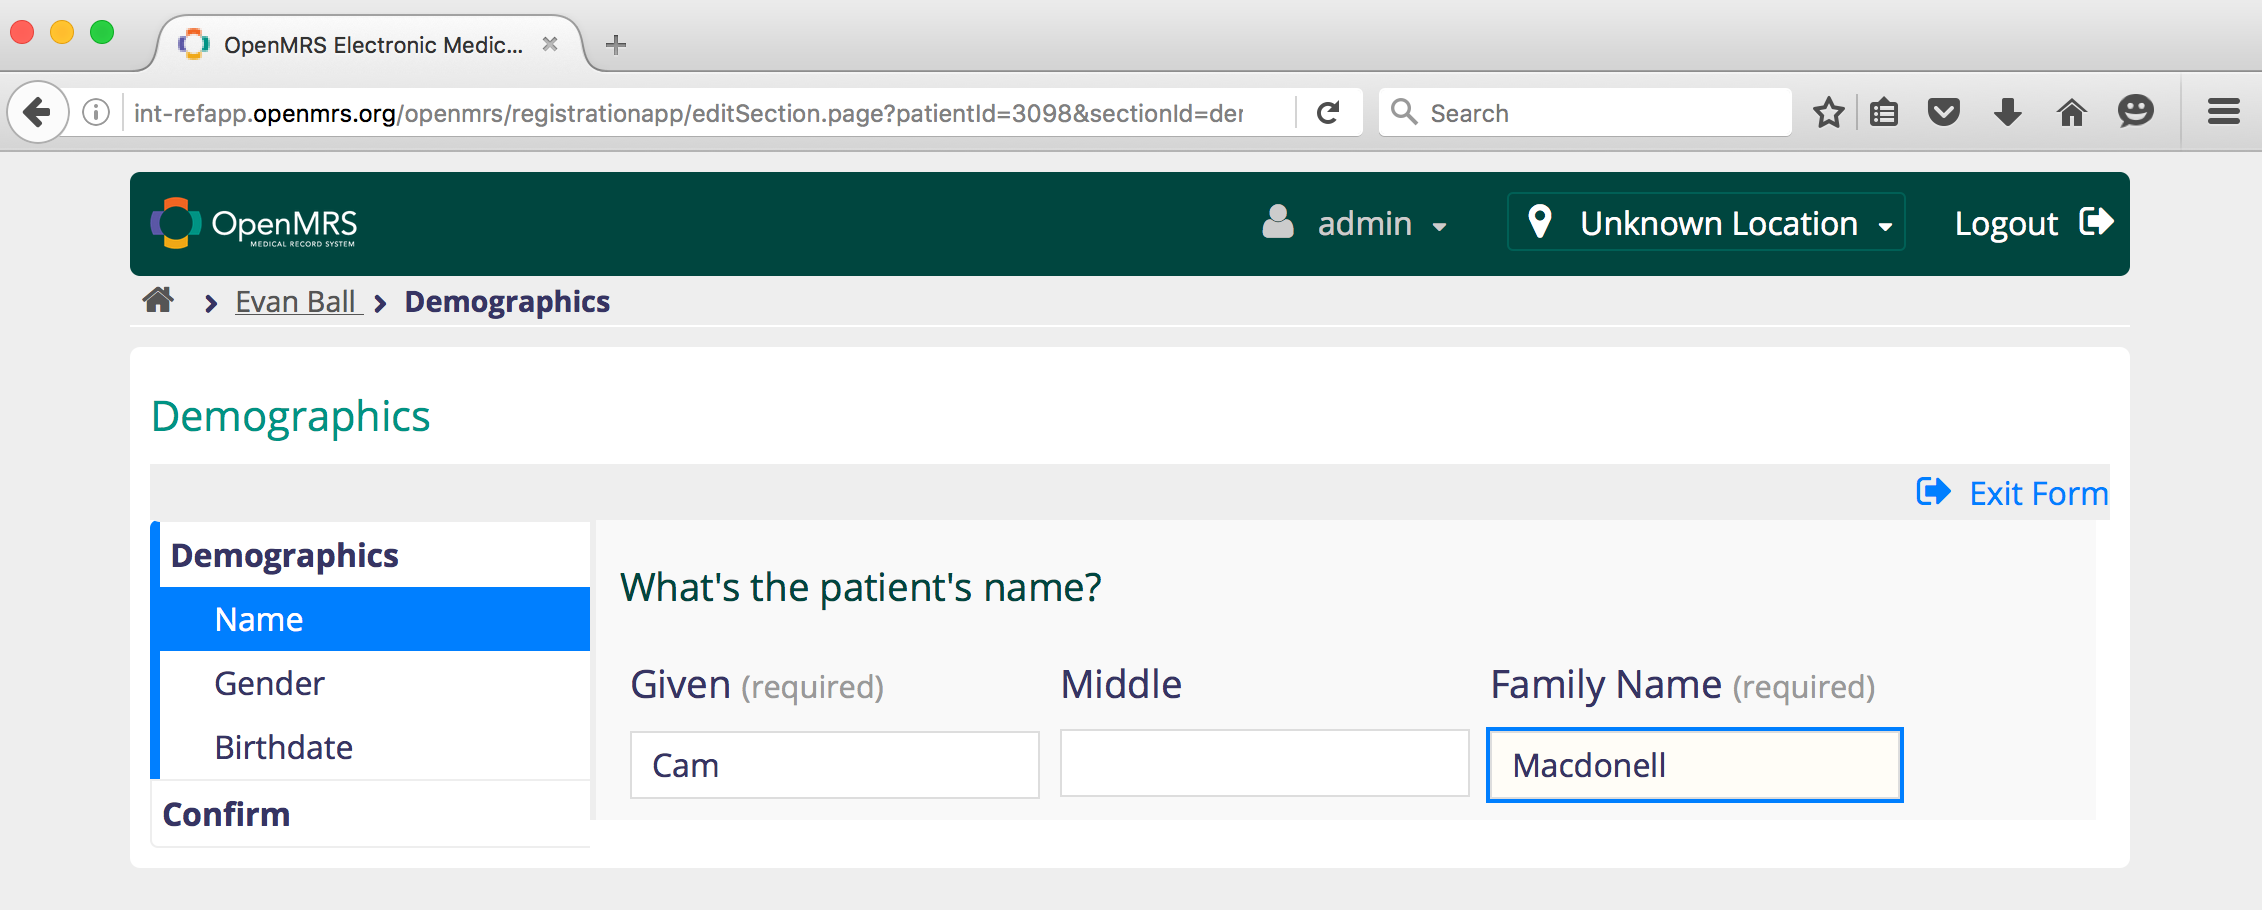 OpenMRS Electronic Medic...
int-refapp.openmrs.org/openmrs/registrationapp/editSection.page?patientId=3098&sectionId=der
Search
OpenMRS
MEDICAL RECORD SYSTEM
admin
Unknown Location
Logout
Evan Ball
Demographics
Demographics
Exit Form
Demographics
Name
Gender
Birthdate
Confirm
What's the patient's name?
Given (required)
Middle
Family Name (required)
Cam
Macdonell